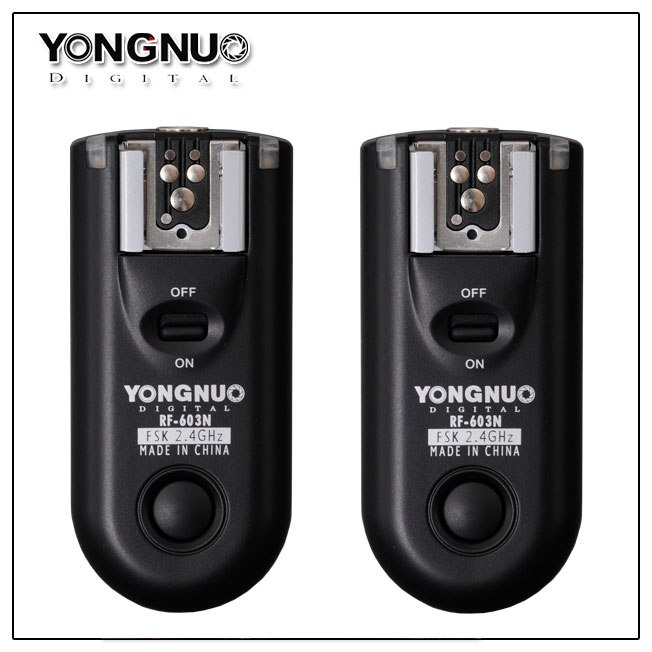 YONGNUO
DIGITAL
OFF
ON
YONGNUO
DIGITAL
RF-603N
FSK 2.4GHz
MADE IN CHINA
OFF
ON
YONGNUO
DIGITAL
RF-603N
FSK 2.4GHz
MADE IN CHINA